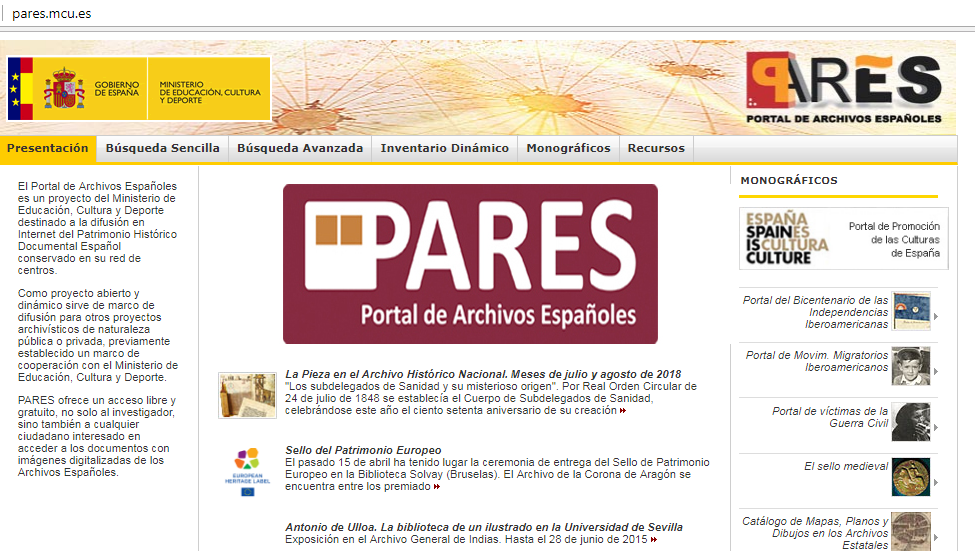 pares.mcu.es
GOBIERNO
DE ESPAÑA
MINISTERIO
DE EDUCACIÓN, CULTURA
Y DEPORTE
PARES
PORTAL DE ARCHIVOS ESPAÑOLES
Presentación Búsqueda Sencilla Búsqueda Avanzada Inventario Dinámico Monográficos Recursos
El Portal de Archivos Españoles
es un proyecto del Ministerio de
Educación, Cultura y Deporte
destinado a la difusión en
Internet del Patrimonio Histórico
Documental Español
conservado en su red de
centros.
Como proyecto abierto y
dinámico sirve de marco de
difusión para otros proyectos
archivísticos de naturaleza
pública o privada, previamente
establecido un marco de
cooperación con el Ministerio de
Educación, Cultura y Deporte.
PARES ofrece un acceso libre y
gratuito, no solo al investigador,
sino también a cualquier
ciudadano interesado en
acceder a los documentos con
imágenes digitalizadas de los
Archivos Españoles.
PARES
Portal de Archivos Españoles
La Pieza en el Archivo Histórico Nacional. Meses de julio y agosto de 2018
"Los subdelegados de Sanidad y su misterioso origen". Por Real Orden Circular de
24 de julio de 1848 se establecía el Cuerpo de Subdelegados de Sanidad,
celebrándose este año el ciento setenta aniversario de su creación
EUROPEAN
HERITAGE LABEL
Sello del Patrimonio Europeo
El pasado 15 de abril ha tenido lugar la ceremonia de entrega del Sello de Patrimonio
Europeo en la Biblioteca Solvay (Bruselas). El Archivo de la Corona de Aragón se
encuentra entre los premiado
Antonio de Ulloa. La biblioteca de un ilustrado en la Universidad de Sevilla
Exposición en el Archivo General de Indias. Hasta el 28 de junio de 2015
MONOGRÁFICOS
ESPAÑA
SPAIN ES
IS CULTURA
CULTURE
Portal de Promoción
de las Culturas
de España
Portal del Bicentenario de las
Independencias
Iberoamericanas
Portal de Movim. Migratorios
Iberoamericanos
Portal de víctimas de la
Guerra Civil
El sello medieval
Catálogo de Mapas, Planos y
Dibujos en los Archivos
Estatales